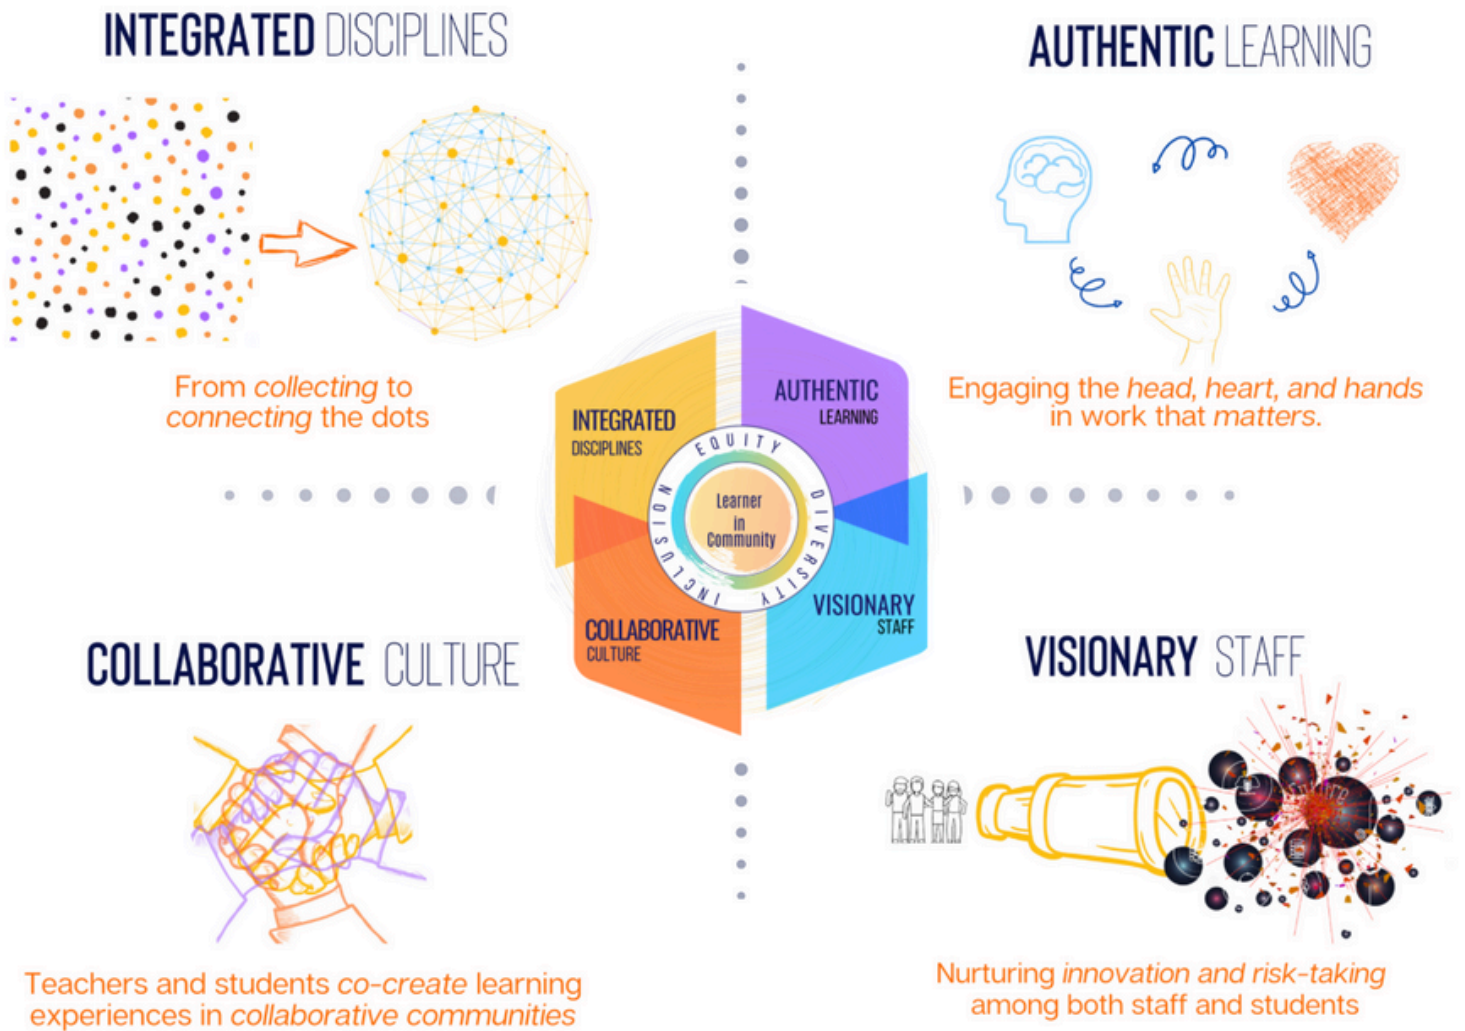 INTEGRATED DISCIPLINES
From collecting to
connecting the dots
AUTHENTIC LEARNING
Engaging the head, heart, and hands
in work that matters.
INTEGRATED
DISCIPLINES
AUTHENTIC
LEARNING
EQUITY
DIVERSITY
INCLUSION
Learner
in
Community
COLLABORATIVE
CULTURE
VISIONARY
STAFF
COLLABORATIVE CULTURE
Teachers and students co-create learning
experiences in collaborative communities
VISIONARY STAFF
Future
Nurturing innovation and risk-taking
among both staff and students